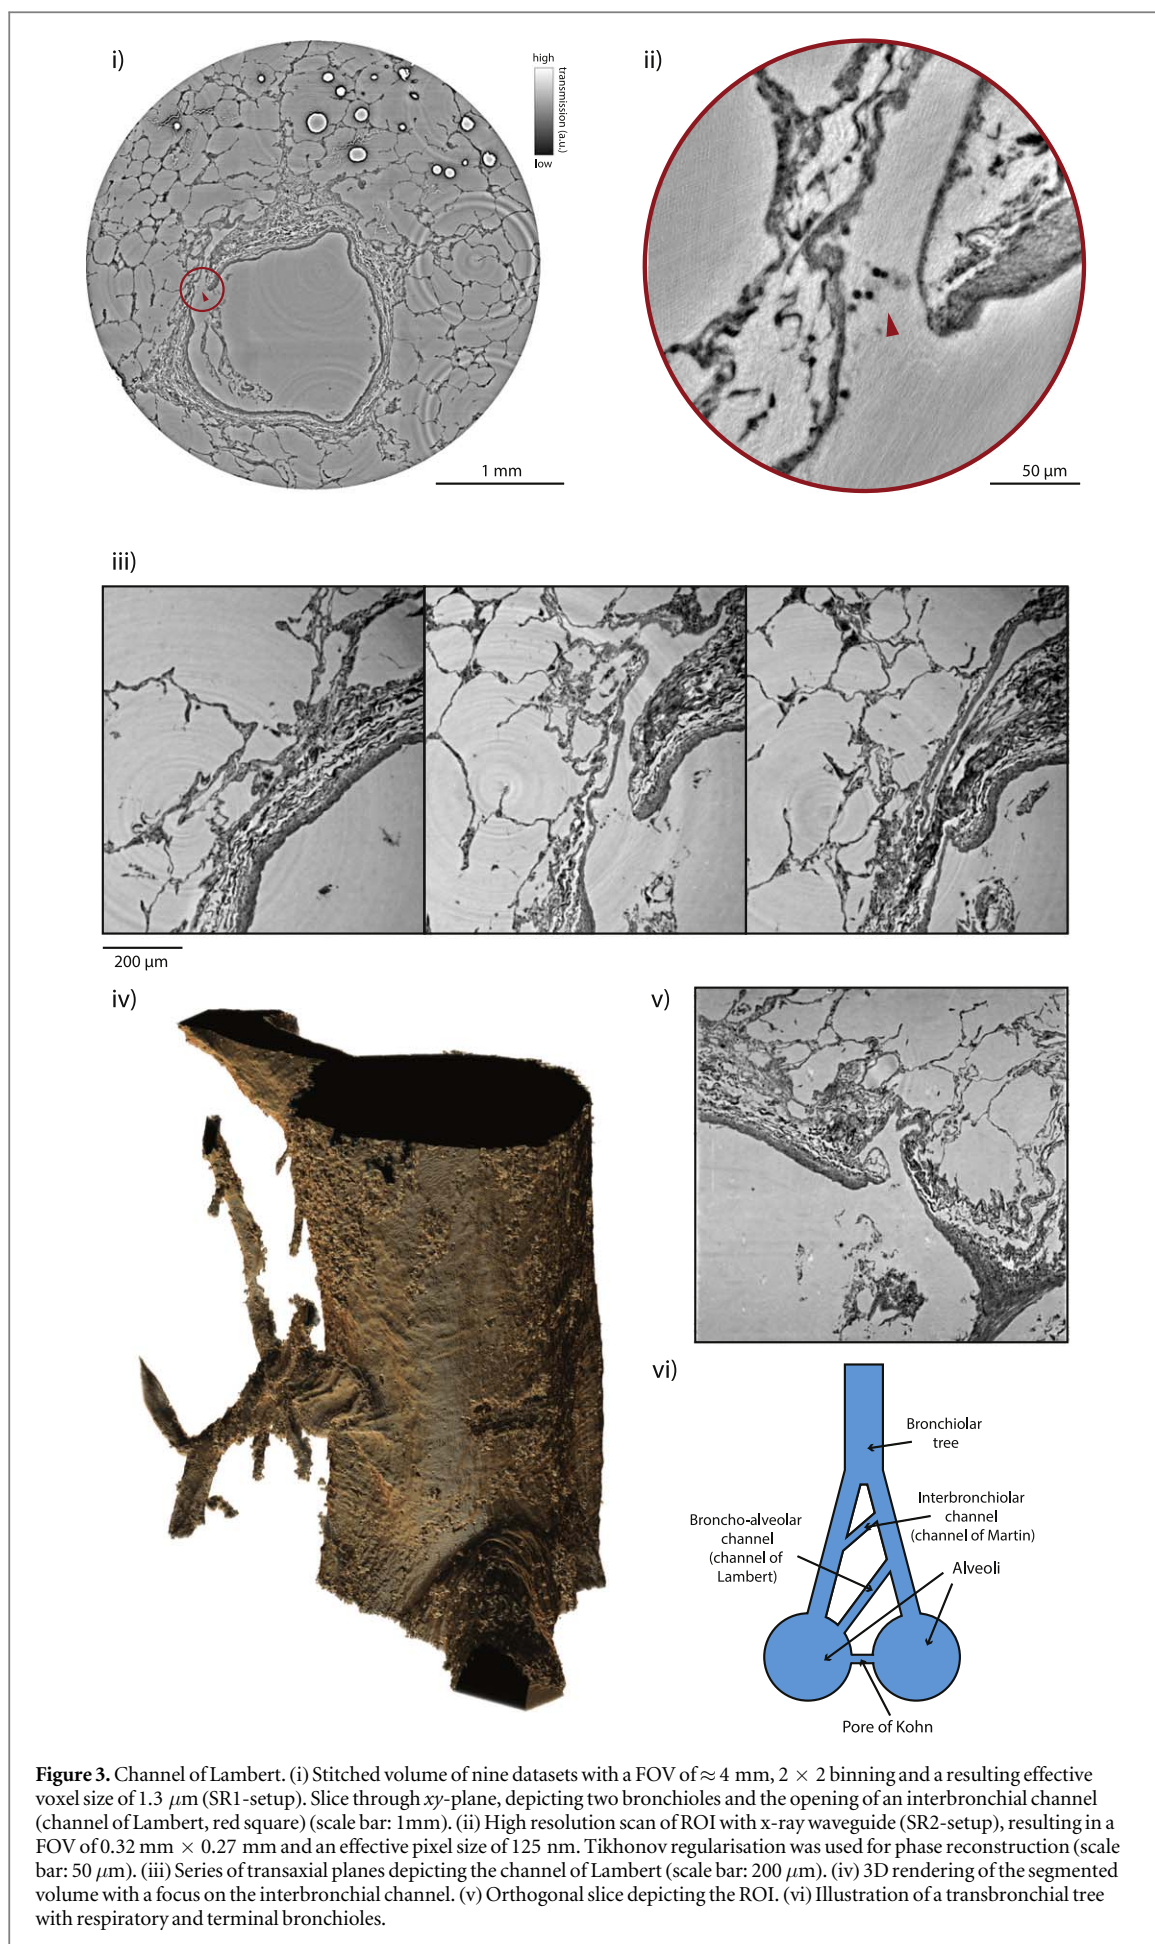 i)
high
transmission (a.u.)
low
1 mm
ii)
50 μm
iii)
200 μm
iv)
v)
vi)
Bronchiolar
tree
Interbronchiolar
channel
(channel of Martin)
Broncho-alveolar
channel
(channel of
Lambert)
Alveoli
Pore of Kohn
Figure 3. Channel of Lambert. (i) Stitched volume of nine datasets with a FOV of ≈ 4 mm, 2 × 2 binning and a resulting effective
voxel size of 1.3 μm (SR1-setup). Slice through xy-plane, depicting two bronchioles and the opening of an interbronchial channel
(channel of Lambert, red square) (scale bar: 1mm). (ii) High resolution scan of ROI with x-ray waveguide (SR2-setup), resulting in a
FOV of 0.32 mm × 0.27 mm and an effective pixel size of 125 nm. Tikhonov regularisation was used for phase reconstruction (scale
bar: 50 μm). (iii) Series of transaxial planes depicting the channel of Lambert (scale bar: 200 μm). (iv) 3D rendering of the segmented
volume with a focus on the interbronchial channel. (v) Orthogonal slice depicting the ROI. (vi) Illustration of a transbronchial tree
with respiratory and terminal bronchioles.